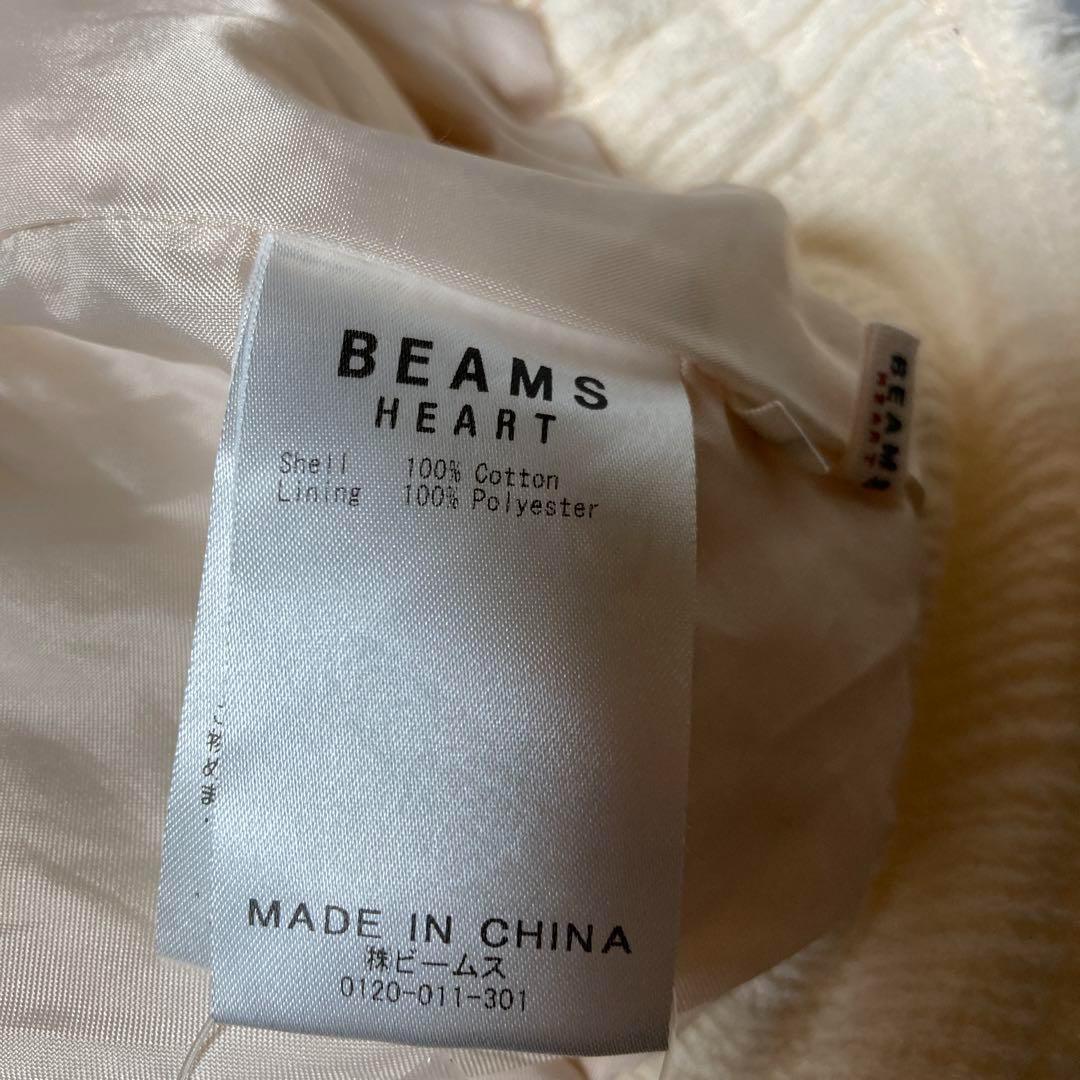 BEAMS
HEART
Shell 100% Cotton
Lining 100% Polyester
MADE IN CHINA
株ビームス
0120-011-301
BEAMS
HEART